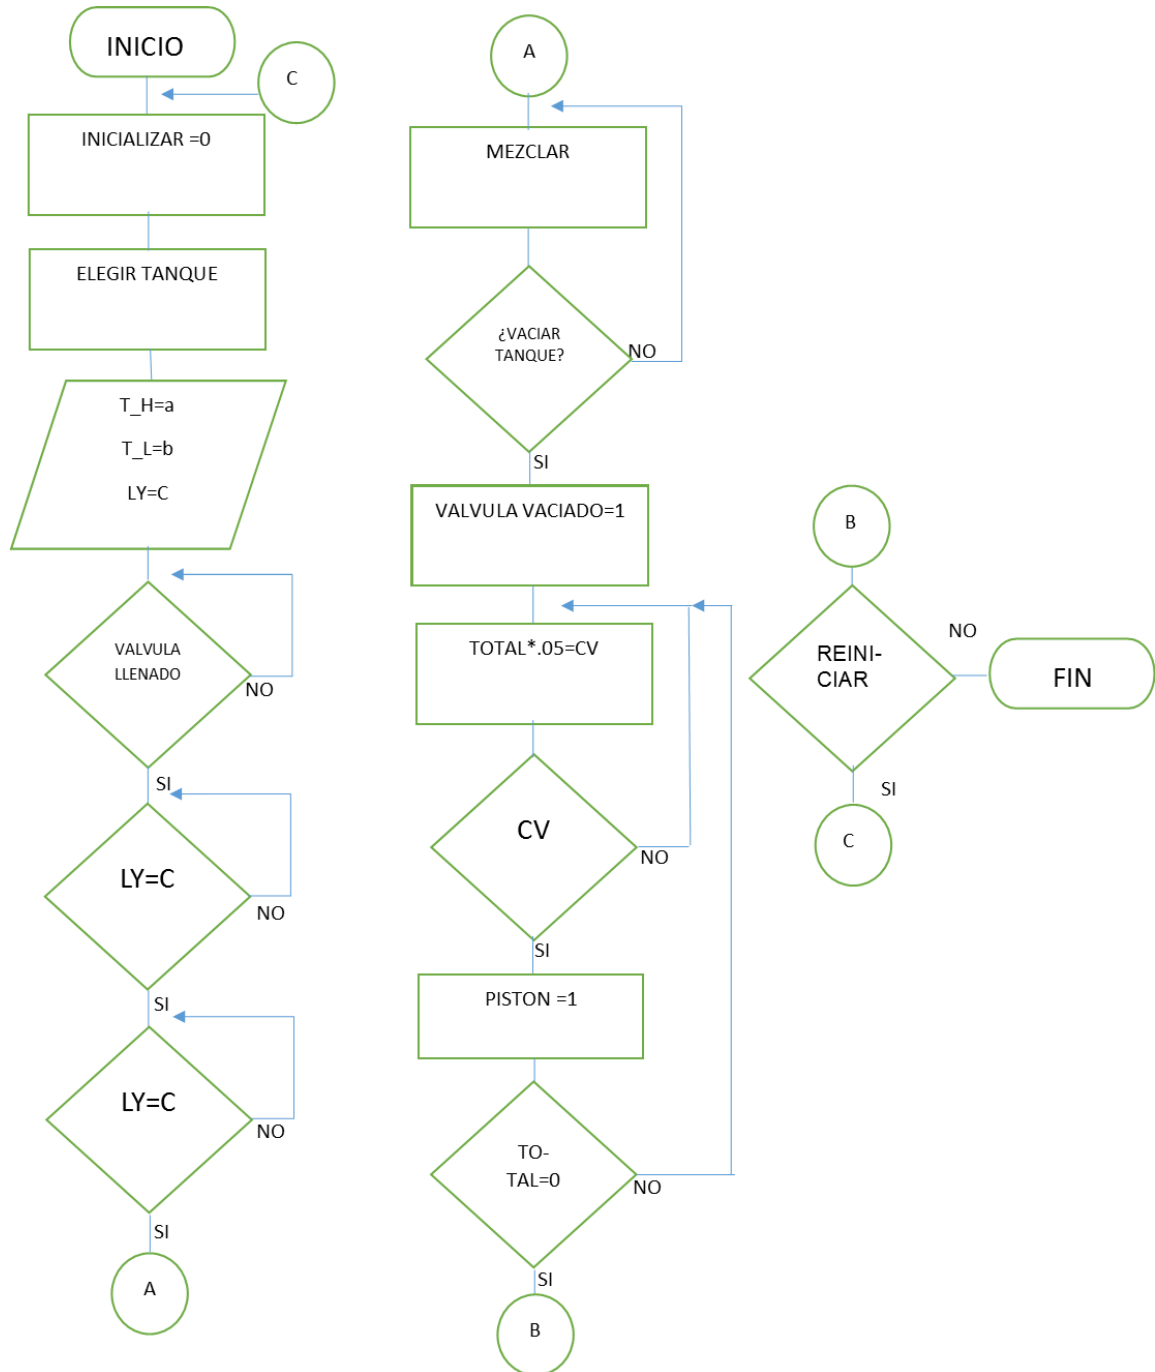 INICIO
C
INICIALIZAR =0
ELEGIR TANQUE
T_H=a
T_L=b
LY=C
VALVULA
LLENADO
NO
SI
LY=C
NO
SI
LY=C
NO
SI
A
A
MEZCLAR
¿VACIAR
TANQUE?
NO
SI
VALVULA VACIADO=1
TOTAL*.05=CV
CV
NO
SI
PISTON =1
TO-
TAL=0
NO
SI
B
B
REINI-
CIAR
NO
FIN
SI
C